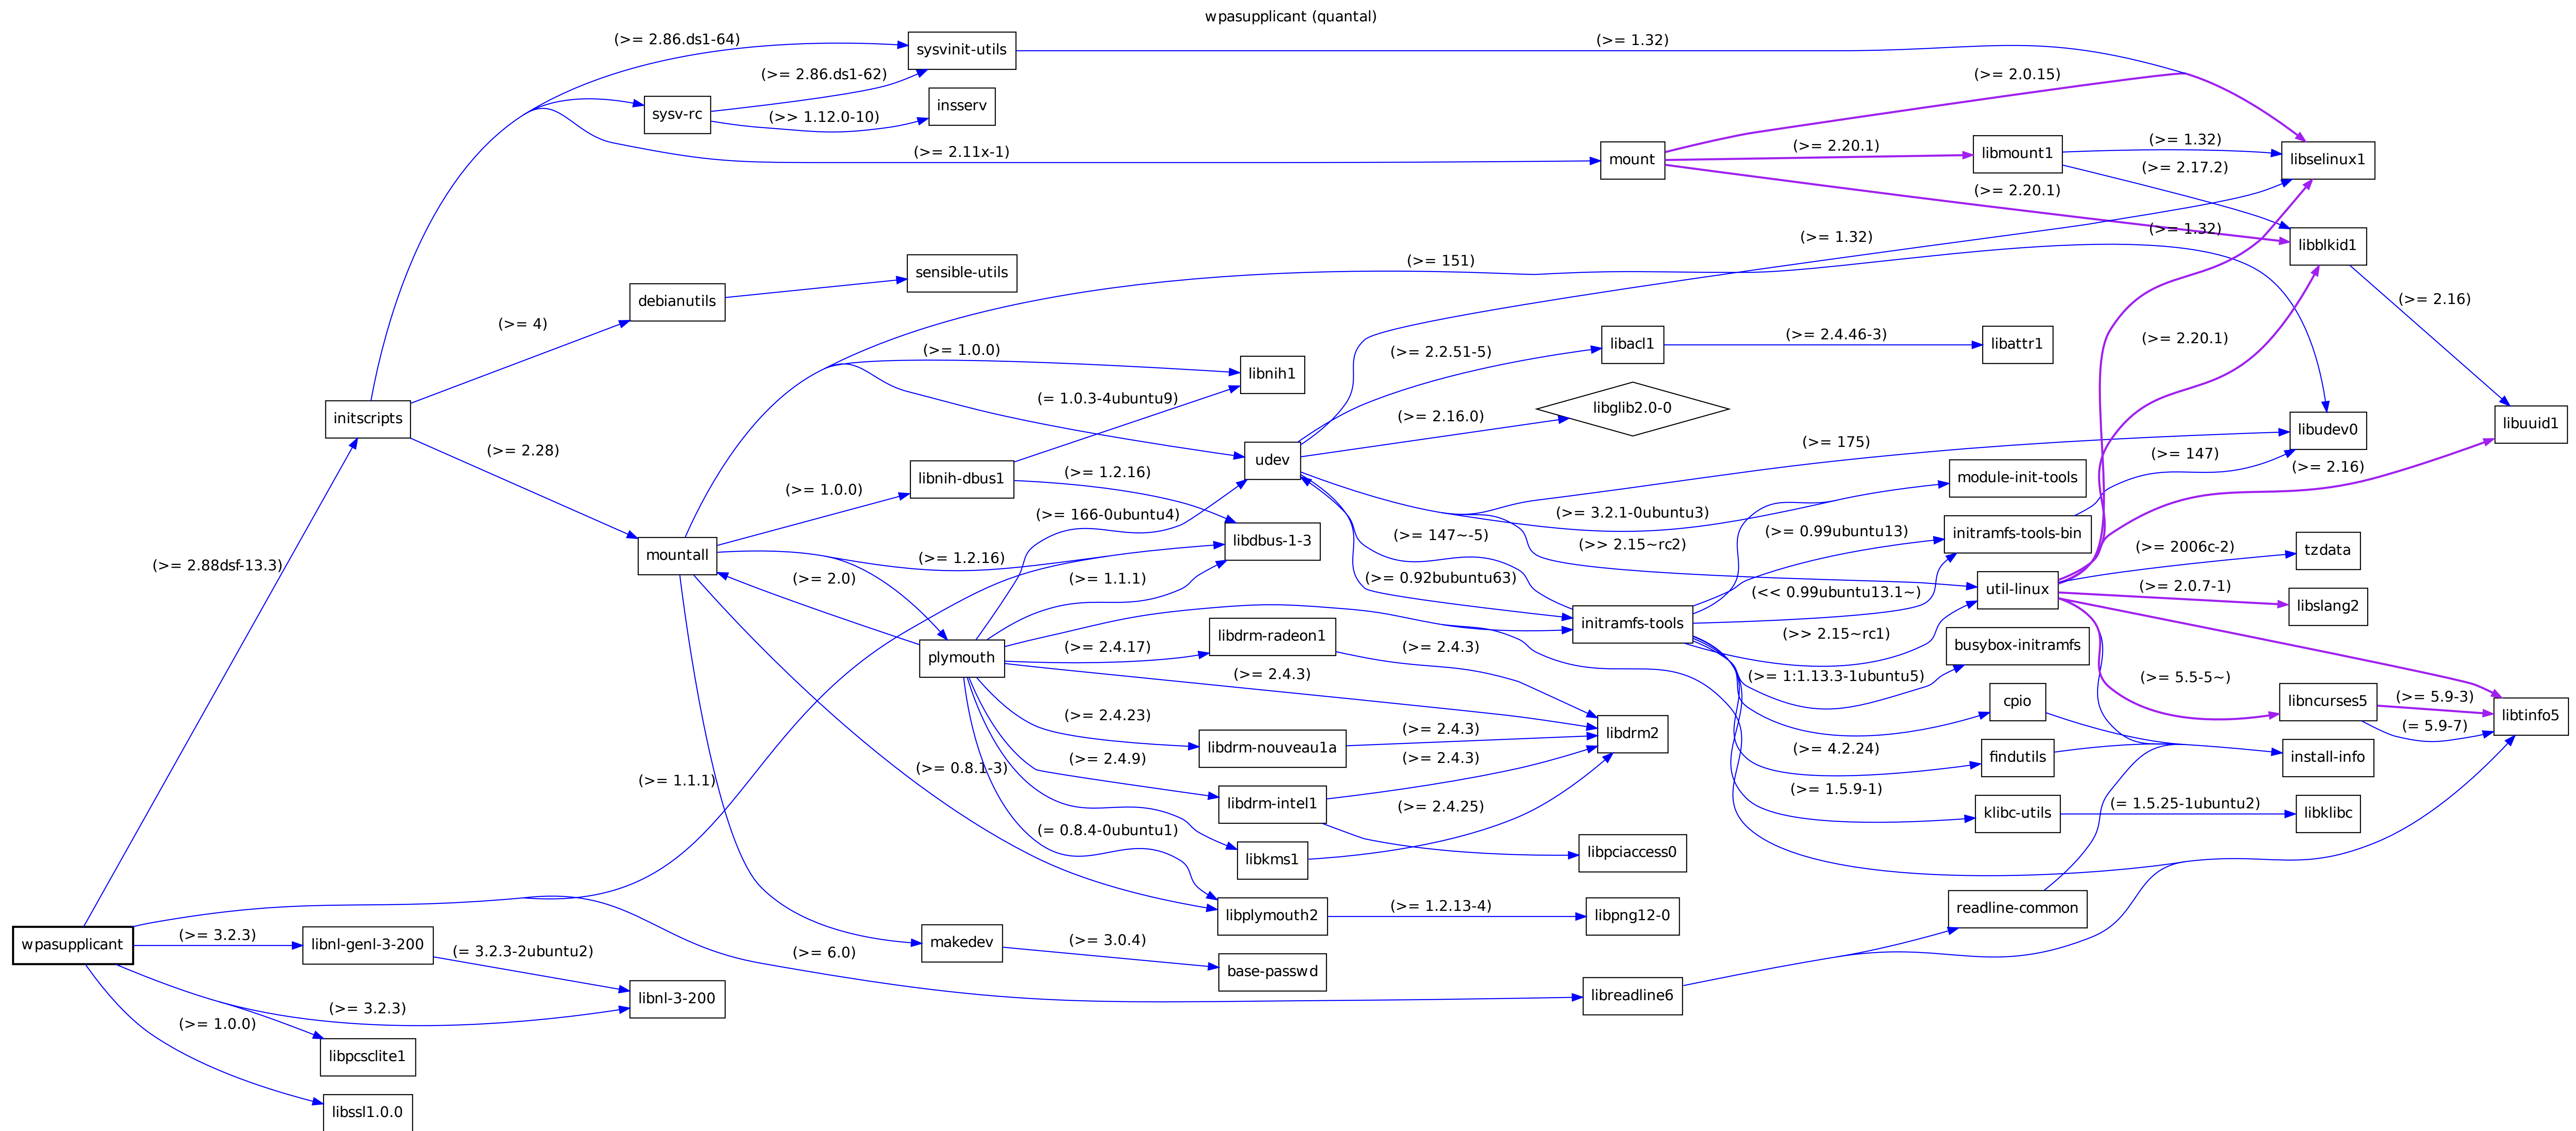 wpasupplicant (quantal)
(>= 2.86.ds1-64)
sysvinit-utils
(>= 1.32)
(>= 2.86.ds1-62)
(>= 2.0.15)
insserv
sysv-rc
(>> 1.12.0-10)
(>= 2.11x-1)
mount
(>= 2.20.1)
libmount1
(>= 1.32)
libselinux1
(>= 2.17.2)
(>= 2.20.1)
(>= 1.32)
(>= 1.32)
libblkid1
(>= 151)
sensible-utils
debianutils
(>= 2.16)
(>= 4)
(>= 2.20.1)
libacl1
(>= 2.4.46-3)
libattr1
(>= 1.0.0)
(>= 2.2.51-5)
libnih1
(= 1.0.3-4ubuntu9)
libglib2.0-0
(>= 2.16.0)
initscripts
libuuid1
libudev0
(>= 2.28)
(>= 175)
(>= 147)
udev
(>= 2.16)
(>= 1.2.16)
libnih-dbus1
module-init-tools
(>= 1.0.0)
(>= 166-0ubuntu4)
(>= 3.2.1-0ubuntu3)
(>= 147~-5)
(>= 0.99ubuntu13)
initramfs-tools-bin
libdbus-1-3
(>> 2.15~rc2)
(>= 2006c-2)
tzdata
mountall
(>= 1.2.16)
(>= 2.88dsf-13.3)
(>= 2.0)
(>= 1.1.1)
(>= 0.92bubuntu63)
(<< 0.99ubuntu13.1~)
util-linux
(>= 2.0.7-1)
libslang2
initramfs-tools
libdrm-radeon1
(>> 2.15~rc1)
(>= 2.4.17)
(>= 2.4.3)
busybox-initramfs
plymouth
(>= 2.4.3)
(>= 1:1.13.3-1ubuntu5)
(>= 5.5-5~)
cpio
libncurses5
(>= 5.9-3)
libtinfo5
(>= 2.4.23)
(>= 2.4.3)
(= 5.9-7)
libdrm2
libdrm-nouveau1a
(>= 4.2.24)
findutils
install-info
(>= 2.4.9)
(>= 2.4.3)
(>= 0.8.1-3)
(>= 1.1.1)
(>= 1.5.9-1)
libdrm-intel1
(>= 2.4.25)
klibc-utils
(= 1.5.25-1ubuntu2)
libklibc
(= 0.8.4-0ubuntu1)
libpciaccess0
libkms1
(>= 1.2.13-4)
readline-common
libplymouth2
libpng12-0
wpasupplicant
(>= 3.2.3)
libnl-genl-3-200
(= 3.2.3-2ubuntu2)
(>= 6.0)
makedev
(>= 3.0.4)
base-passwd
libreadline6
libnl-3-200
(>= 3.2.3)
(>= 1.0.0)
libpcsclite1
libssl1.0.0